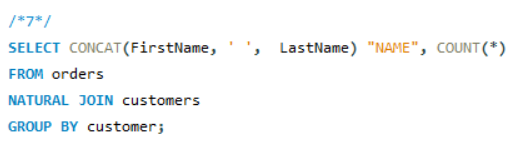 /*7*/
SELECT CONCAT(FirstName, ' ', LastName) "NAME", COUNT(*)
FROM orders
NATURAL JOIN customers
GROUP BY customer;